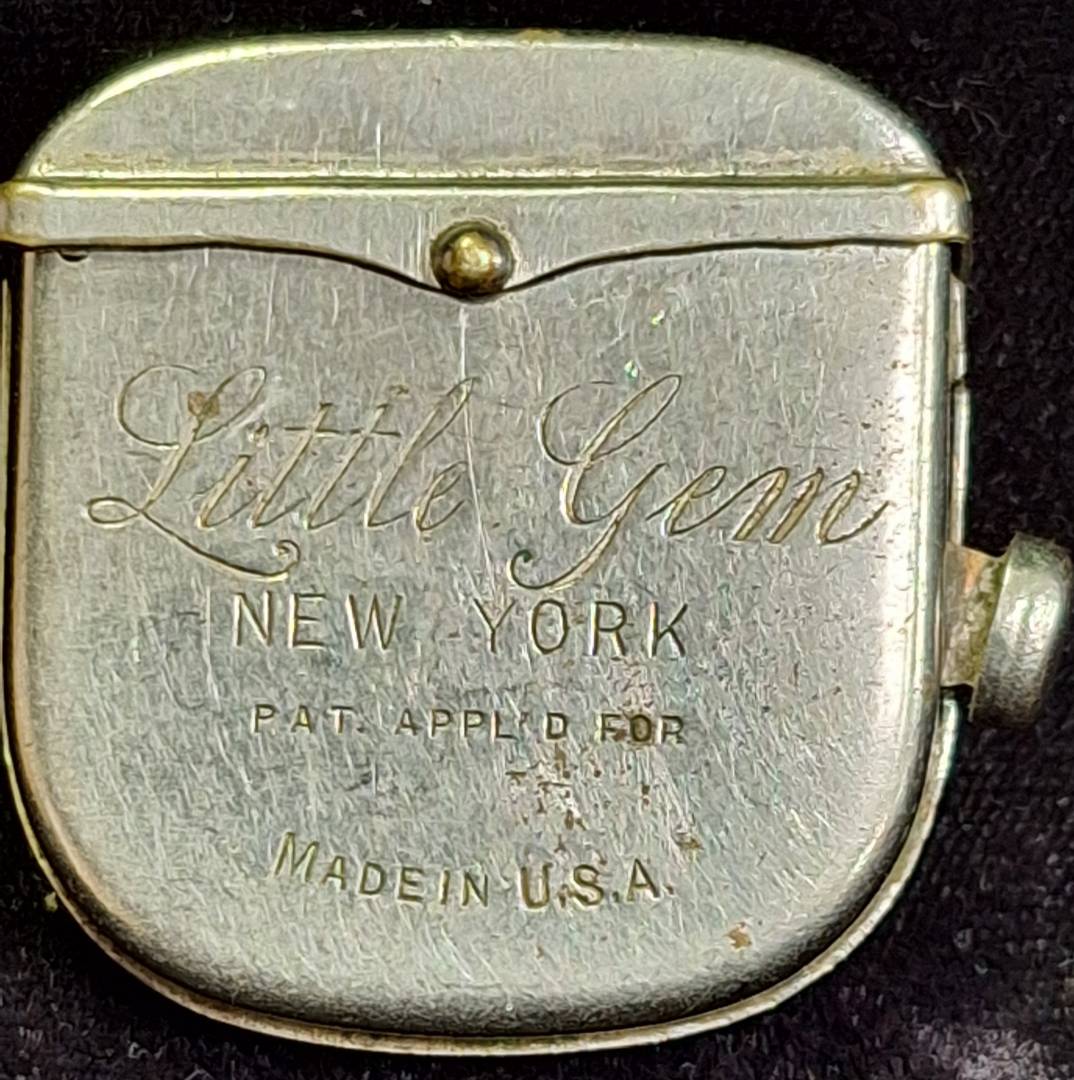 Little Gem
NEW YORK
PAT. APPL'D FOR
MADE IN U.S.A.